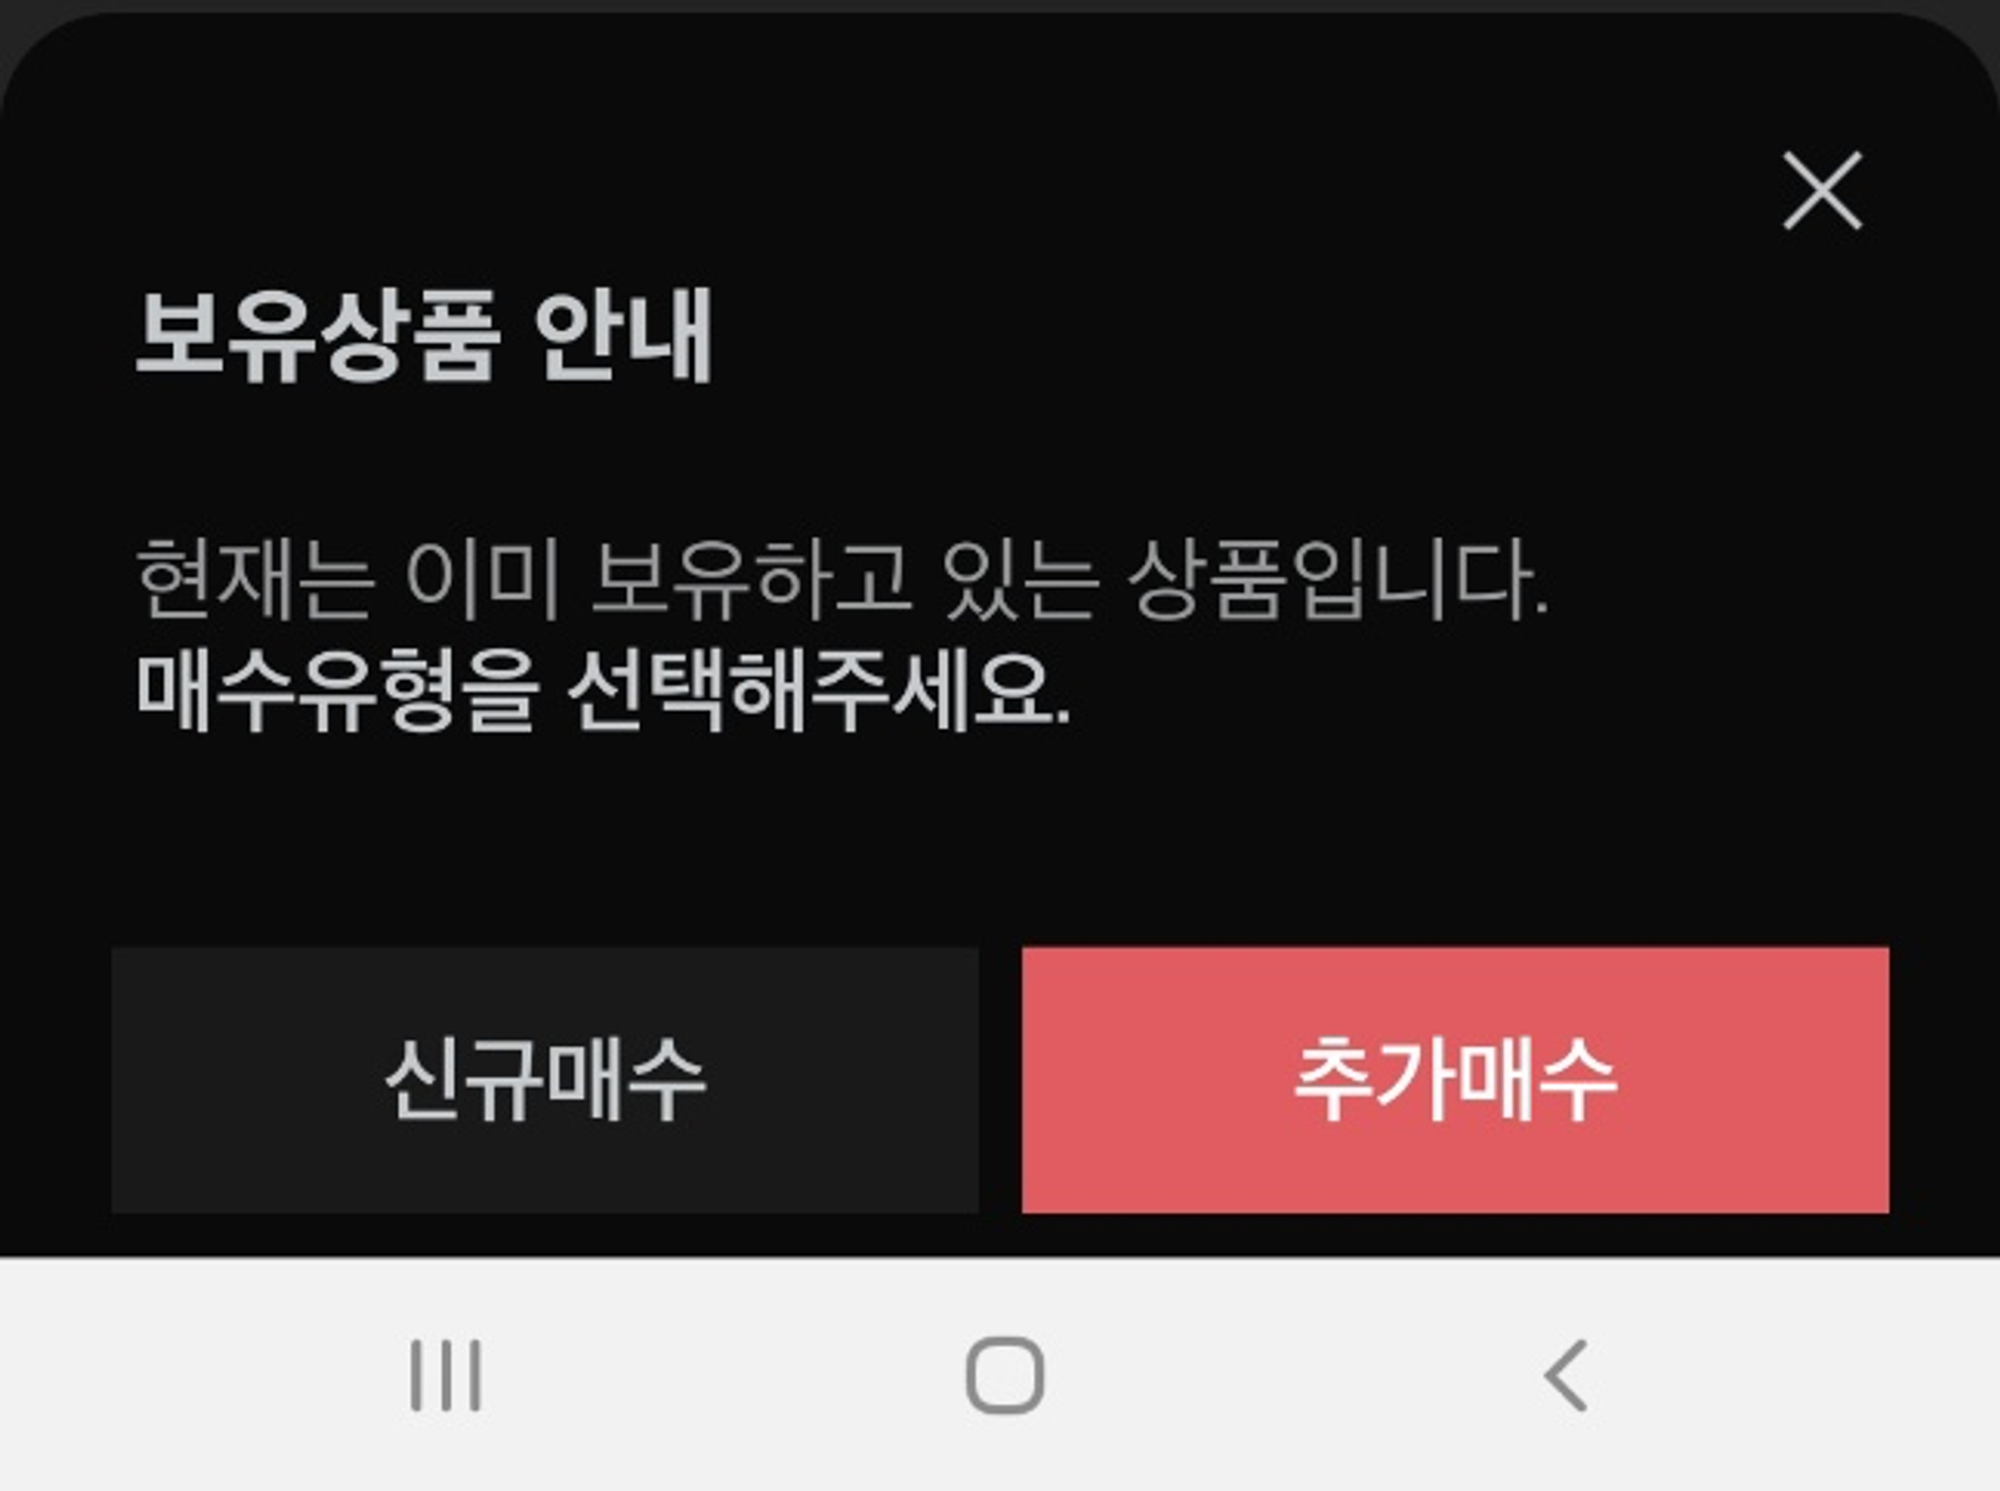 보유상품 안내
현재는 이미 보유하고 있는 상품입니다.
매수유형을 선택해주세요.
신규매수
추가매수